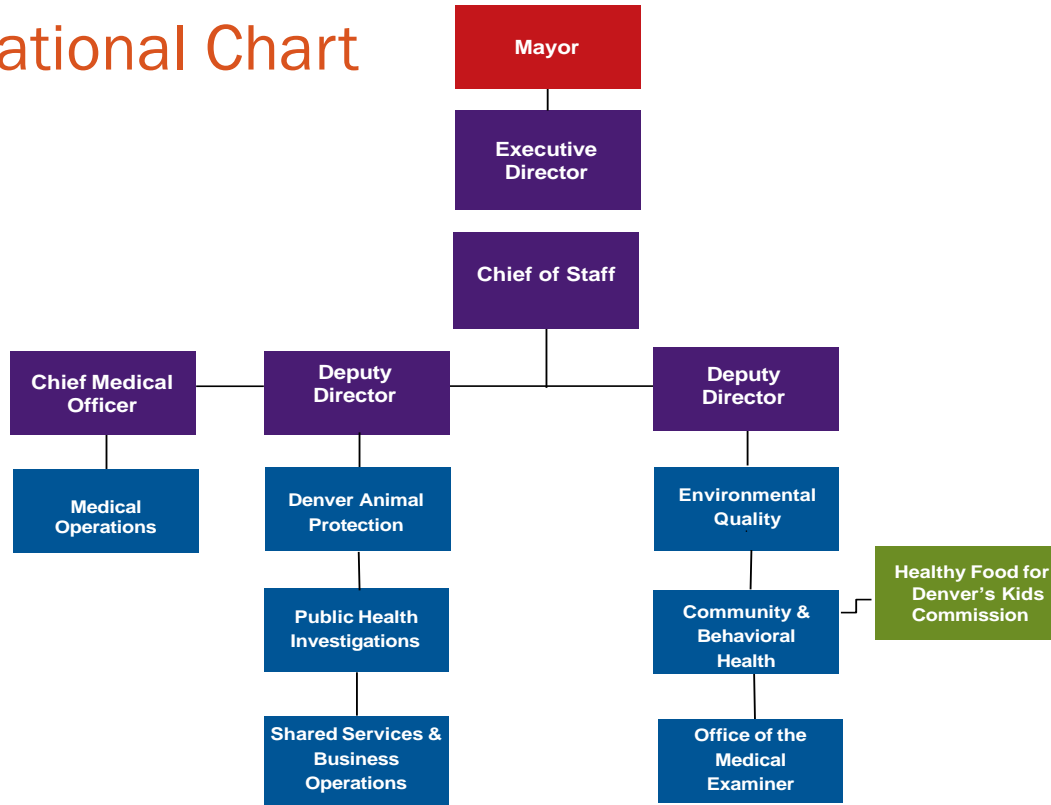 ational Chart
Mayor
Executive
Director
Chief of Staff
Chief Medical
Officer
Deputy
Director
Deputy
Director
Medical
Operations
Denver Animal
Protection
Environmental
Quality
Healthy Food for
Denver’s Kids
Commission
Public Health
Investigations
Community &
Behavioral
Health
Shared Services &
Business
Operations
Office of the
Medical
Examiner